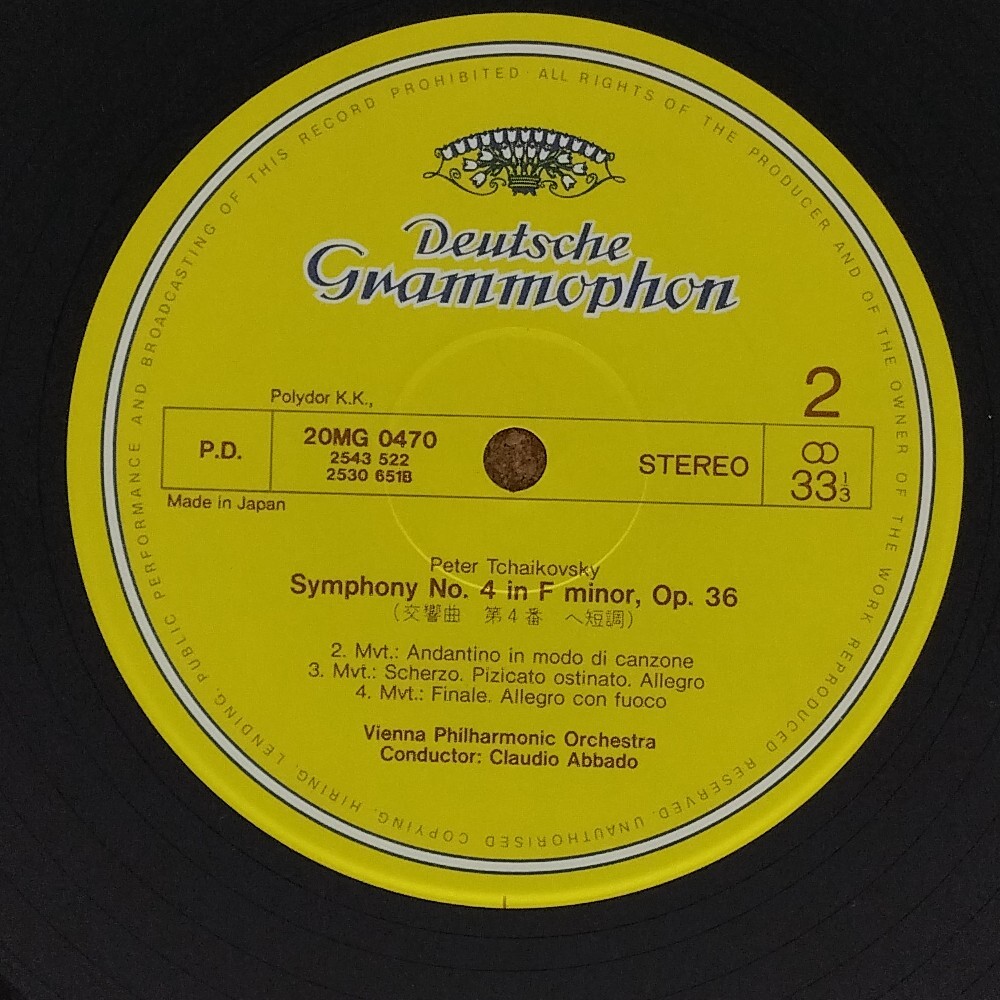 ALL RIGHTS OF THE PRODUCER AND OF THE OWNER OF THE WORK REPRODUCED RESERVED. UNAUTHORISED COPYING, HIRING, LENDING, PUBLIC PERFORMANCE AND BROADCASTING OF THIS RECORD PROHIBITED ·
Deutsche
Grammophon
2
Polydor K.K.,
P.D.
20MG 0470
2543 522
2530 651B
STEREO
33 1/3
Made in Japan
Peter Tchaikovsky
Symphony No. 4 in F minor, Op. 36
(交響曲 第4番 ヘ短調)
2. Mvt.: Andantino in modo di canzone
3. Mvt.: Scherzo. Pizicato ostinato. Allegro
4. Mvt.: Finale. Allegro con fuoco
Vienna Philharmonic Orchestra
Conductor: Claudio Abbado